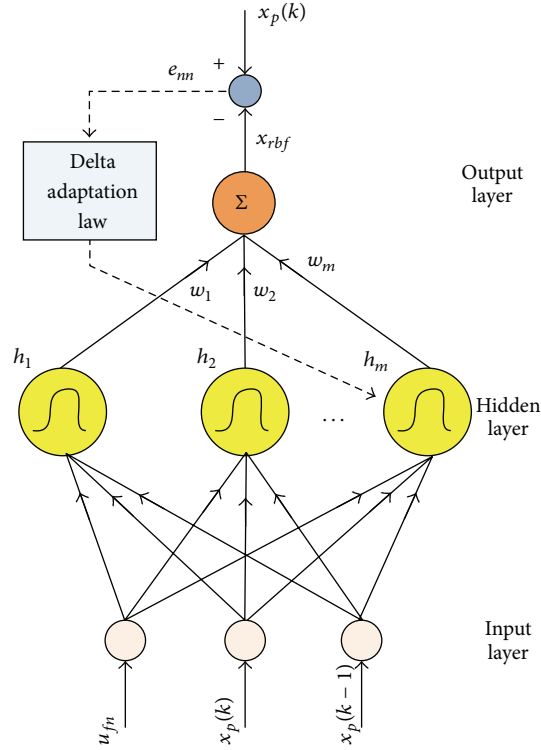 x_p(k)
+
e_nn
−
x_rbf
Delta
adaptation
law
Σ
Output
layer
w_1
w_2
w_m
h_1
h_2
h_m
...
Hidden
layer
Input
layer
u_fn
x_p(k)
x_p(k − 1)